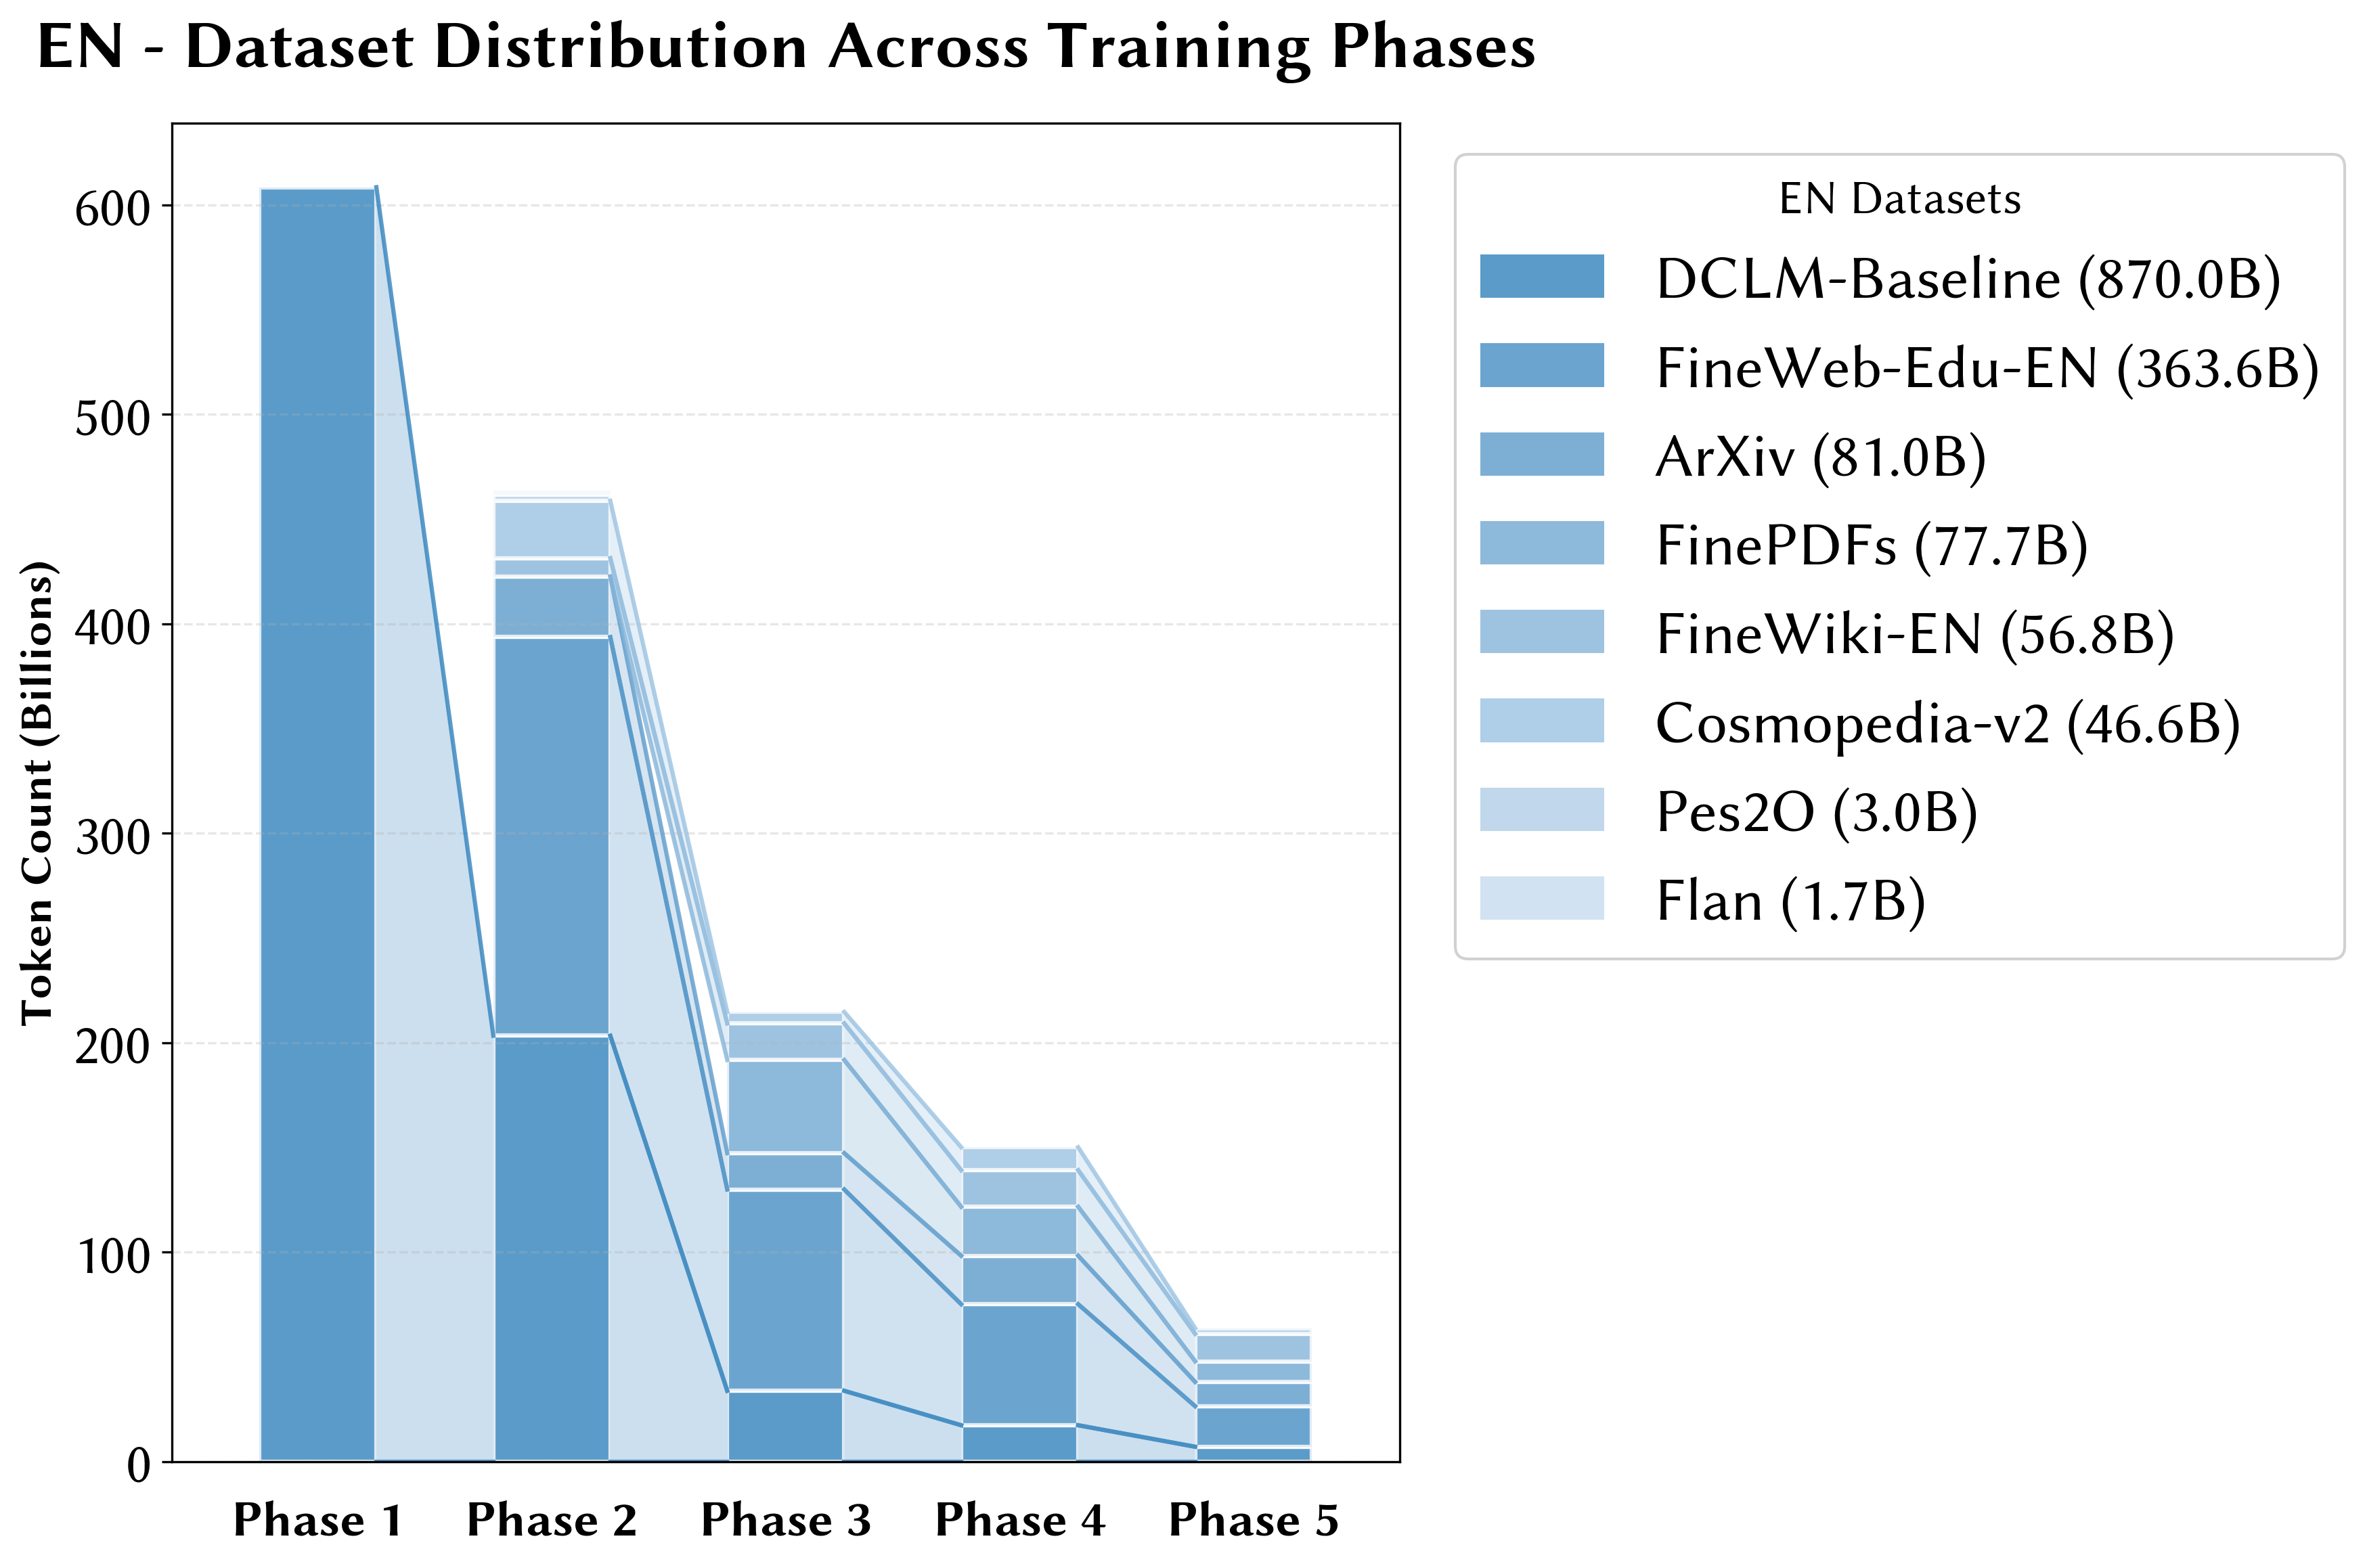 EN - Dataset Distribution Across Training Phases
Token Count (Billions)
600
500
400
300
200
100
0
Phase 1
Phase 2
Phase 3
Phase 4
Phase 5
EN Datasets
DCLM-Baseline (870.0B)
FineWeb-Edu-EN (363.6B)
ArXiv (81.0B)
FinePDFs (77.7B)
FineWiki-EN (56.8B)
Cosmopedia-v2 (46.6B)
Pes2O (3.0B)
Flan (1.7B)